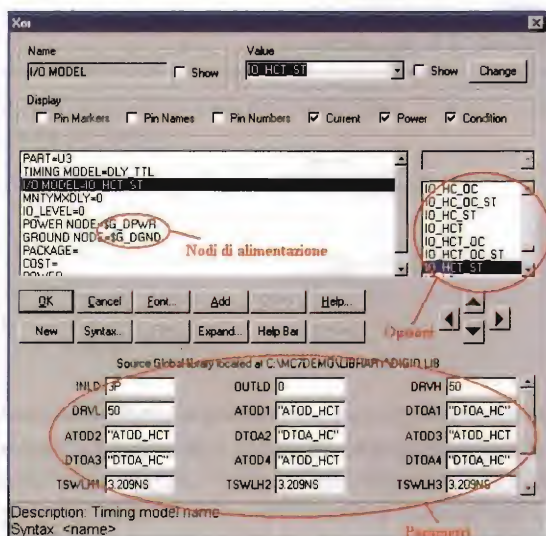 Xor
Name
I/O MODEL
Show
Value
IO_HCT_ST
Show
Change
Display
Pin Markers
Pin Names
Pin Numbers
Current
Power
Condition
PART=U3
TIMING MODEL=DLY_TTL
I/O MODEL=IO_HCT_ST
MNTYMXDLY=0
IO_LEVEL=0
POWER NODE=$G_DPWR
GROUND NODE=$G_DGND
PACKAGE=
COST=
POWER
Nodi di alimentazione
IO_HC_OC
IO_HC_OC_ST
IO_HC_ST
IO_HCT
IO_HCT_OC
IO_HCT_OC_ST
IO_HCT_ST
Opzioni
OK
Cancel
Font...
Add
Help...
New
Syntax...
Expand...
Help Bar
Source:Global library located at C:\MC7DEMO\LIBRARY\DIGIO.LIB
INLD 3P
OUTLD 0
DRVH 50
DRVL 50
ATOD1 "ATOD_HCT
DTOA1 "DTOA_HC"
ATOD2 "ATOD_HCT
DTOA2 "DTOA_HC"
ATOD3 "ATOD_HCT
DTOA3 "DTOA_HC"
ATOD4 "ATOD_HCT
DTOA4 "DTOA_HC"
TSWLH1 3.209NS
TSWLH2 3.209NS
TSWLH3 3.209NS
Description: Timing model name
Syntax: <name>
Parametri